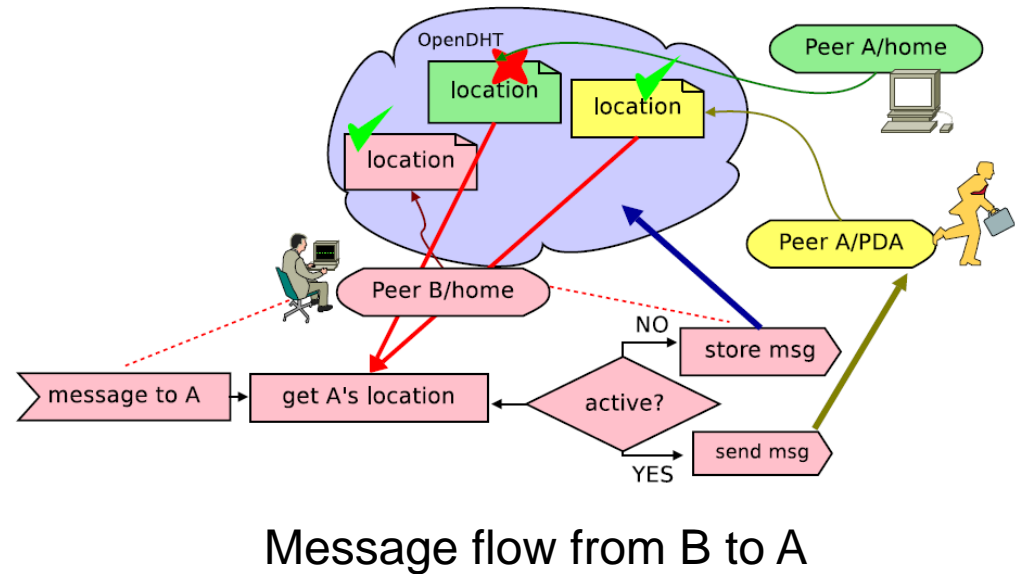 OpenDHT
Peer A/home
location
location
location
Peer A/PDA
Peer B/home
NO
store msg
message to A
get A's location
active?
send msg
YES
Message flow from B to A